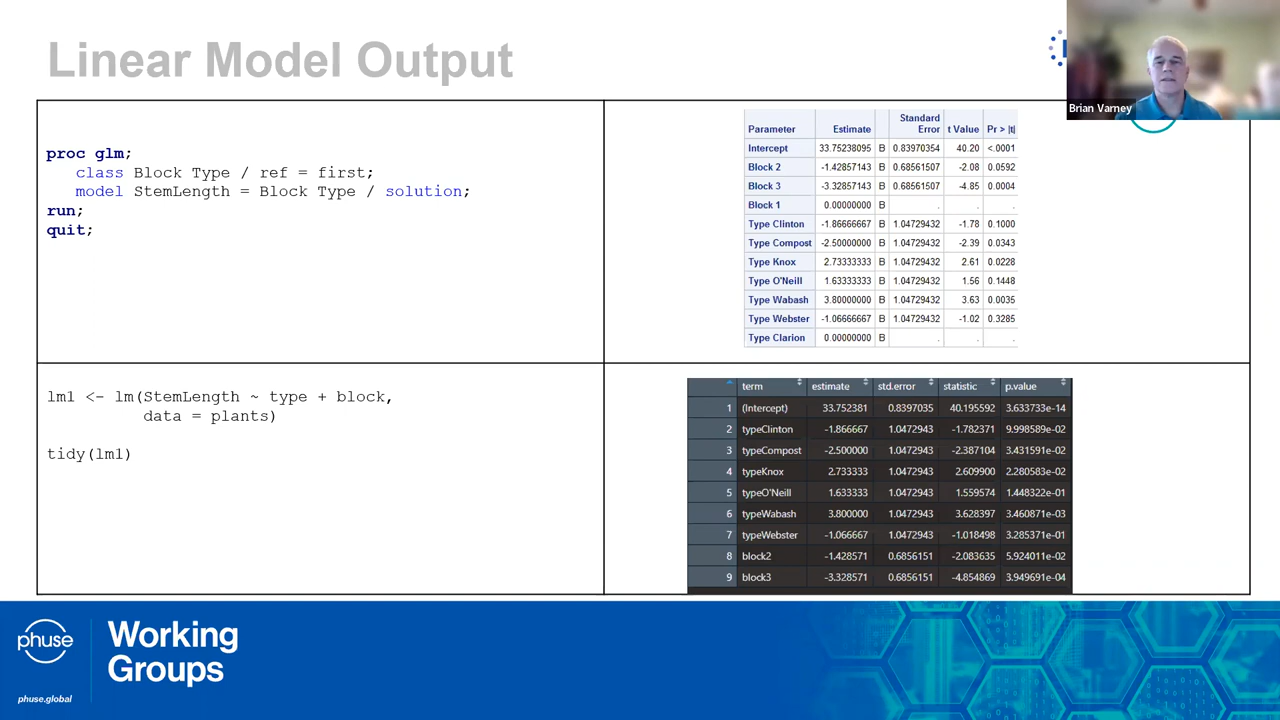 Linear Model Output
Brian Varney
proc glm;
class Block Type / ref = first;
model StemLength = Block Type / solution;
run;
quit;
Parameter Estimate Standard Error t Value Pr > |t|
Intercept 33.75238095 B 0.83970354 40.20 <.0001
Block 2 -1.42857143 B 0.68561507 -2.08 0.0592
Block 3 -3.32857143 B 0.68561507 -4.85 0.0004
Block 1 0.00000000 B . . .
Type Clinton -1.86666667 B 1.04729432 -1.78 0.1000
Type Compost -2.50000000 B 1.04729432 -2.39 0.0343
Type Knox 2.73333333 B 1.04729432 2.61 0.0228
Type O'Neill 1.63333333 B 1.04729432 1.56 0.1448
Type Wabash 3.80000000 B 1.04729432 3.63 0.0035
Type Webster -1.06666667 B 1.04729432 -1.02 0.3285
Type Clarion 0.00000000 B . . .
lm1 <- lm(StemLength ~ type + block,
data = plants)
tidy(lm1)
term estimate std.error statistic p.value
1 (Intercept) 33.752381 0.8397035 40.195592 3.633733e-14
2 typeClinton -1.866667 1.0472943 -1.782371 9.998589e-02
3 typeCompost -2.500000 1.0472943 -2.387104 3.431591e-02
4 typeKnox 2.733333 1.0472943 2.609900 2.280583e-02
5 typeO'Neill 1.633333 1.0472943 1.559574 1.448322e-01
6 typeWabash 3.800000 1.0472943 3.628397 3.460871e-03
7 typeWebster -1.066667 1.0472943 -1.018498 3.285371e-01
8 block2 -1.428571 0.6856151 -2.083635 5.924011e-02
9 block3 -3.328571 0.6856151 -4.854869 3.949691e-04
phuse
Working
Groups
phuse.global